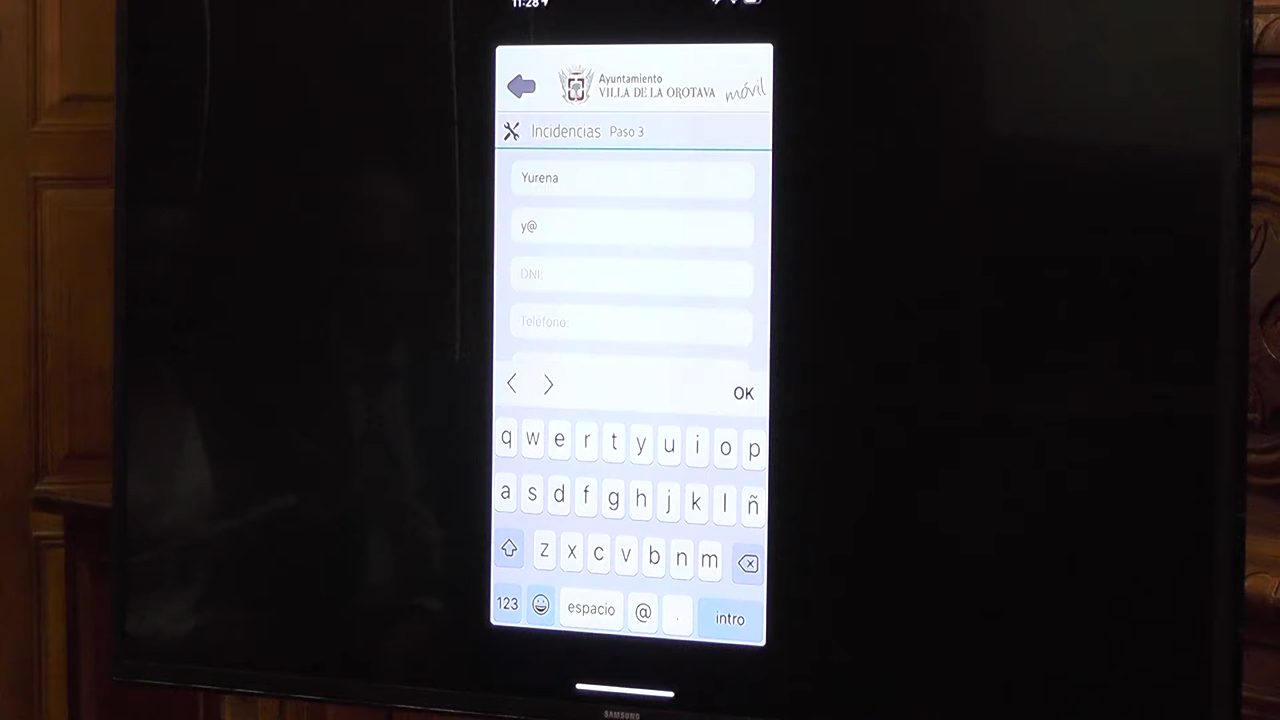 11:28
Ayuntamiento
VILLA DE LA OROTAVA móvil
Incidencias Paso 3
Yurena
y@
DNI:
Teléfono:
OK
q w e r t y u i o p
a s d f g h j k l ñ
z x c v b n m
123 espacio @ . intro
SAMSUNG